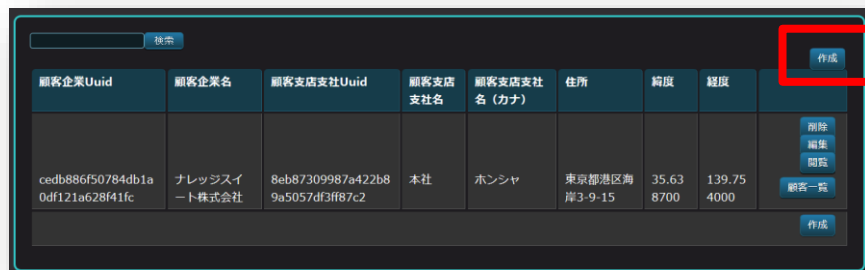 検索
作成
顧客企業Uuid 顧客企業名 顧客支店支社Uuid 顧客支店 顧客支店支社 住所 緯度 経度
支社名 名（カナ）
削除
編集
閲覧
cedb886f50784db1a ナレッジスイ 8eb87309987a422b8 本社 ホンシャ 東京都港区海 35.63 139.75
顧客一覧
0df121a628f41fc ート株式会社 9a5057df3ff87c2 岸3-9-15 8700 4000
作成